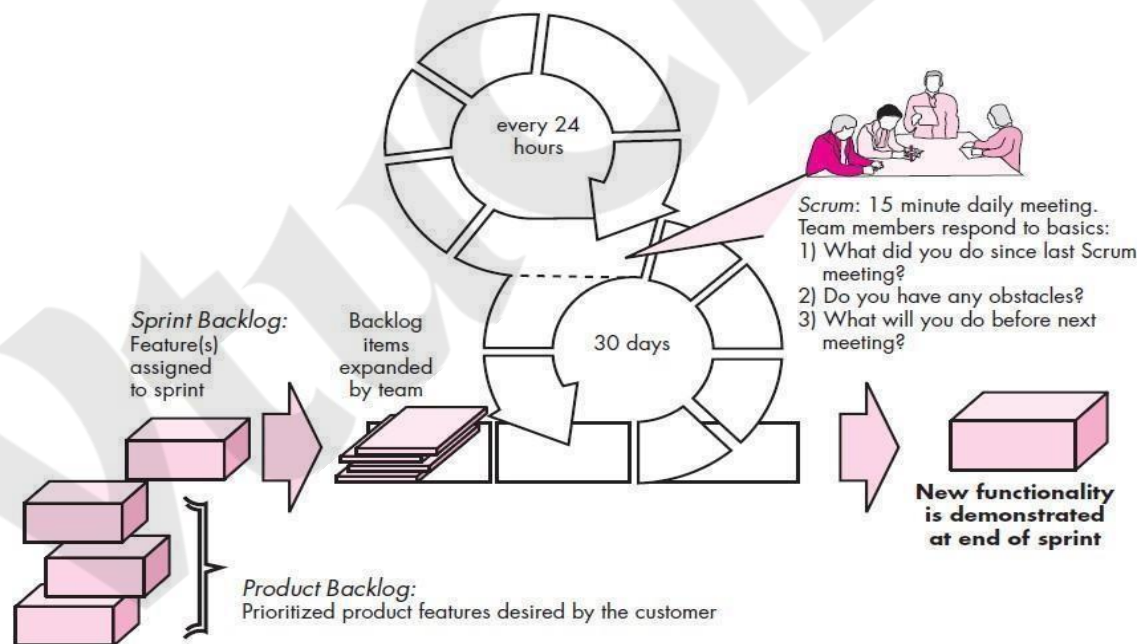 every 24
hours
Scrum: 15 minute daily meeting.
Team members respond to basics:
1) What did you do since last Scrum
meeting?
2) Do you have any obstacles?
3) What will you do before next
meeting?
Sprint Backlog:
Feature(s)
assigned
to sprint
Backlog
items
expanded
by team
30 days
New functionality
is demonstrated
at end of sprint
Product Backlog:
Prioritized product features desired by the customer